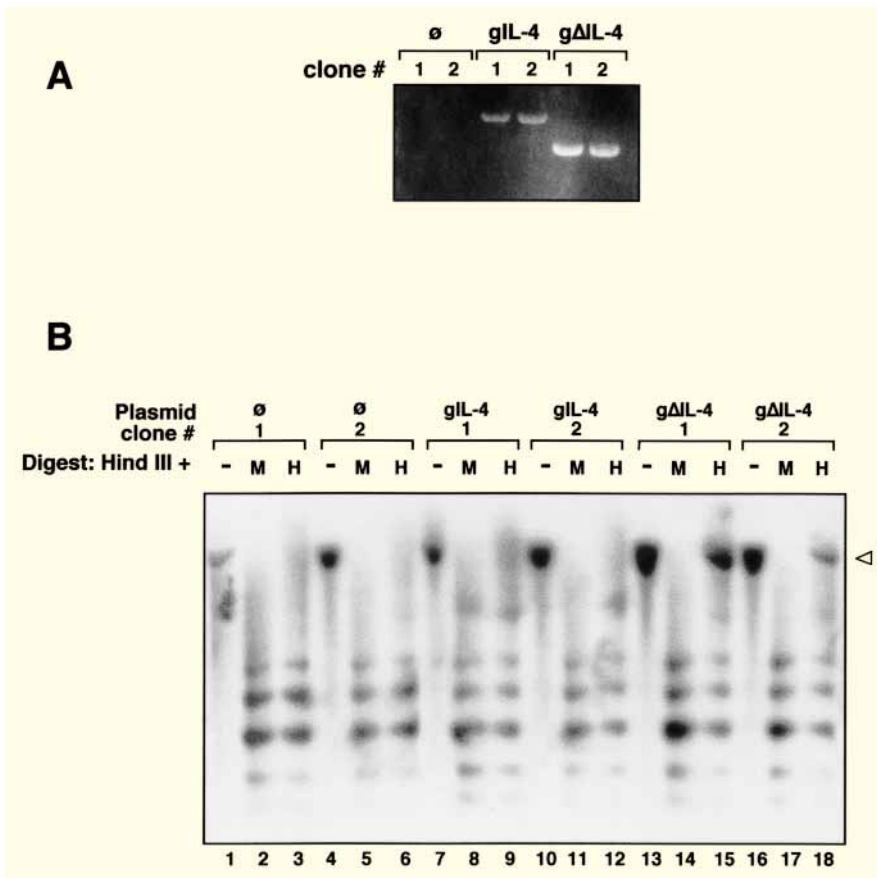 A
ø gIL-4 gΔIL-4
clone # 1 2 1 2 1 2
B
Plasmid ø ø gIL-4 gIL-4 gΔIL-4 gΔIL-4
clone # 1 2 1 2 1 2
Digest: Hind III + - M H - M H - M H - M H - M H - M H
1 2 3 4 5 6 7 8 9 10 11 12 13 14 15 16 17 18